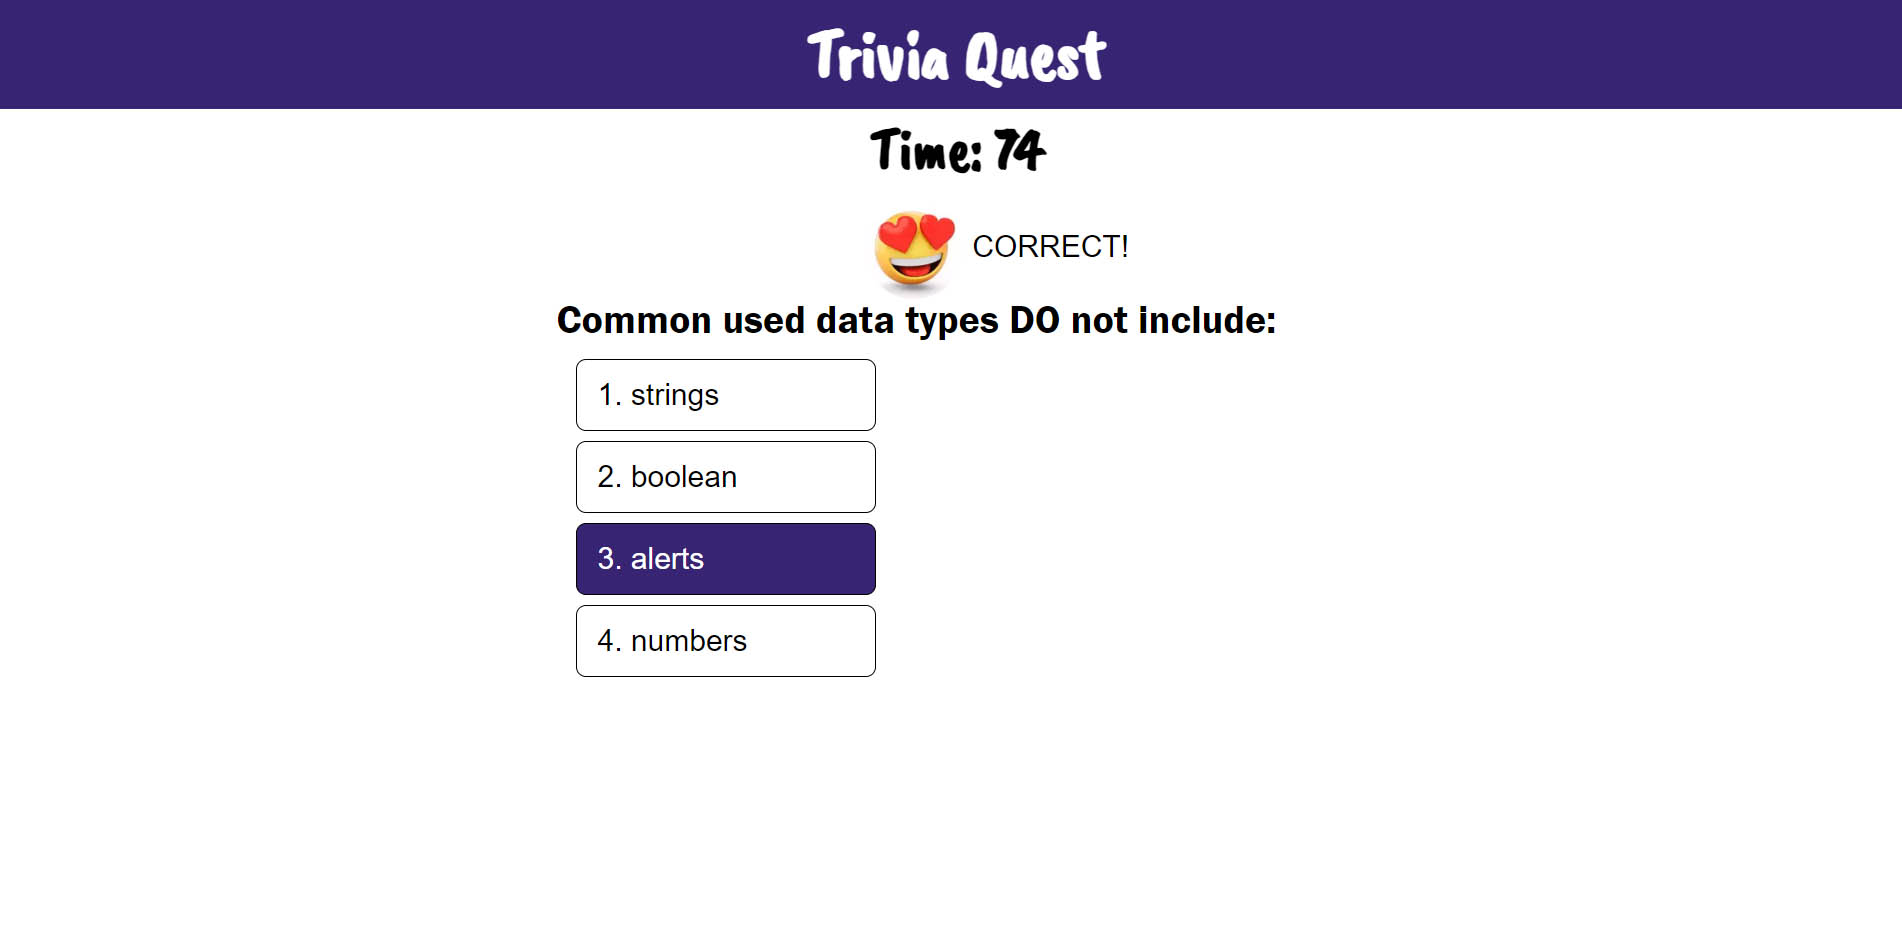 Trivia Quest
Time: 74
CORRECT!
Common used data types DO not include:
1. strings
2. boolean
3. alerts
4. numbers